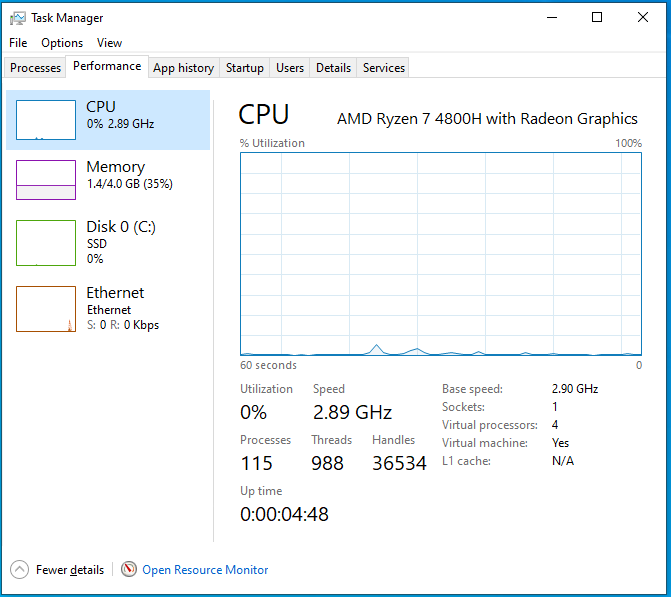 Task Manager
File Options View
Processes Performance App history Startup Users Details Services
CPU
0% 2.89 GHz
Memory
1.4/4.0 GB (35%)
Disk 0 (C:)
SSD
0%
Ethernet
Ethernet
S: 0 R: 0 Kbps
CPU AMD Ryzen 7 4800H with Radeon Graphics
% Utilization 100%
60 seconds 0
Utilization Speed
0% 2.89 GHz
Processes Threads Handles
115 988 36534
Up time
0:00:04:48
Base speed: 2.90 GHz
Sockets: 1
Virtual processors: 4
Virtual machine: Yes
L1 cache: N/A
Fewer details Open Resource Monitor